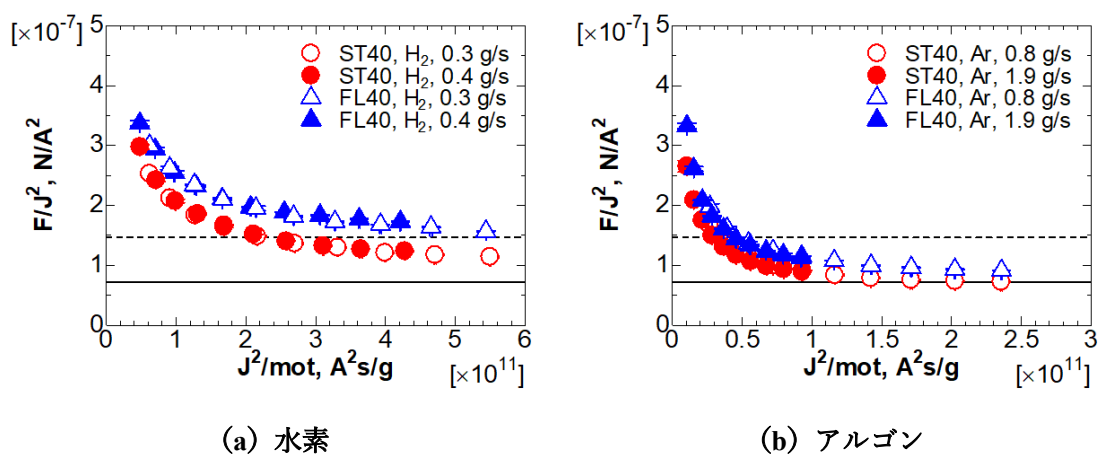 [×10⁻⁷] 5
4
3
2
1
0
F/J², N/A²
ST40, H₂, 0.3 g/s
ST40, H₂, 0.4 g/s
FL40, H₂, 0.3 g/s
FL40, H₂, 0.4 g/s
0 1 2 3 4 5 6
J²/mot, A²s/g
[×10¹¹]
(a) 水素
[×10⁻⁷] 5
4
3
2
1
0
F/J², N/A²
ST40, Ar, 0.8 g/s
ST40, Ar, 1.9 g/s
FL40, Ar, 0.8 g/s
FL40, Ar, 1.9 g/s
0 0.5 1 1.5 2 2.5 3
J²/mot, A²s/g
[×10¹¹]
(b) アルゴン